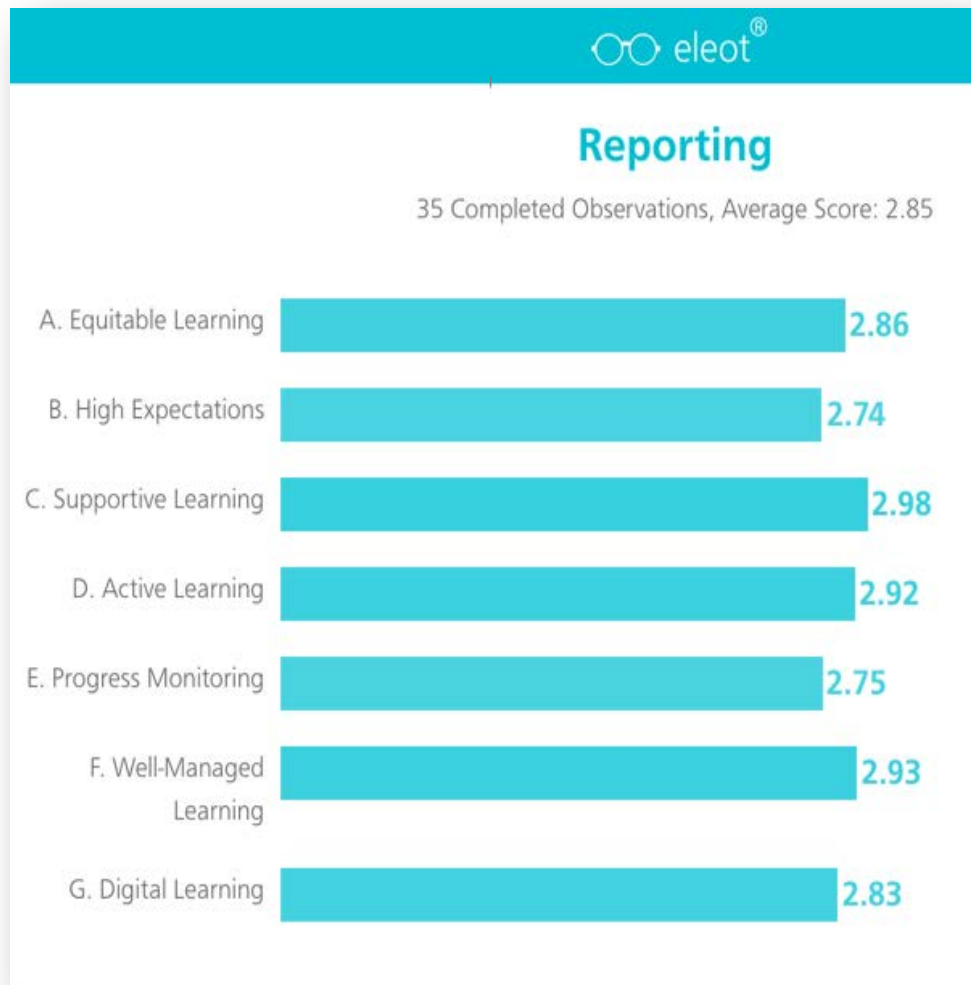 eleot®
Reporting
35 Completed Observations, Average Score: 2.85
A. Equitable Learning 2.86
B. High Expectations 2.74
C. Supportive Learning 2.98
D. Active Learning 2.92
E. Progress Monitoring 2.75
F. Well-Managed
Learning 2.93
G. Digital Learning 2.83